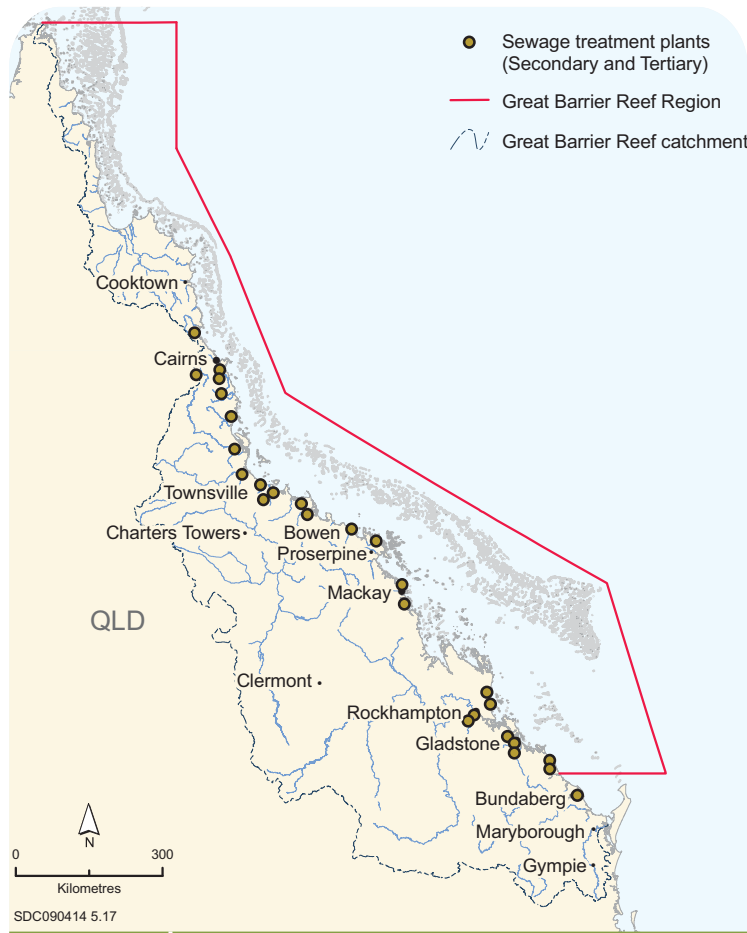 Sewage treatment plants
(Secondary and Tertiary)
Great Barrier Reef Region
Great Barrier Reef catchment
Cooktown
Cairns
Townsville
Charters Towers
Bowen
Proserpine
Mackay
QLD
Clermont
Rockhampton
Gladstone
Bundaberg
Maryborough
Gympie
N
0 300
Kilometres
SDC090414 5.17